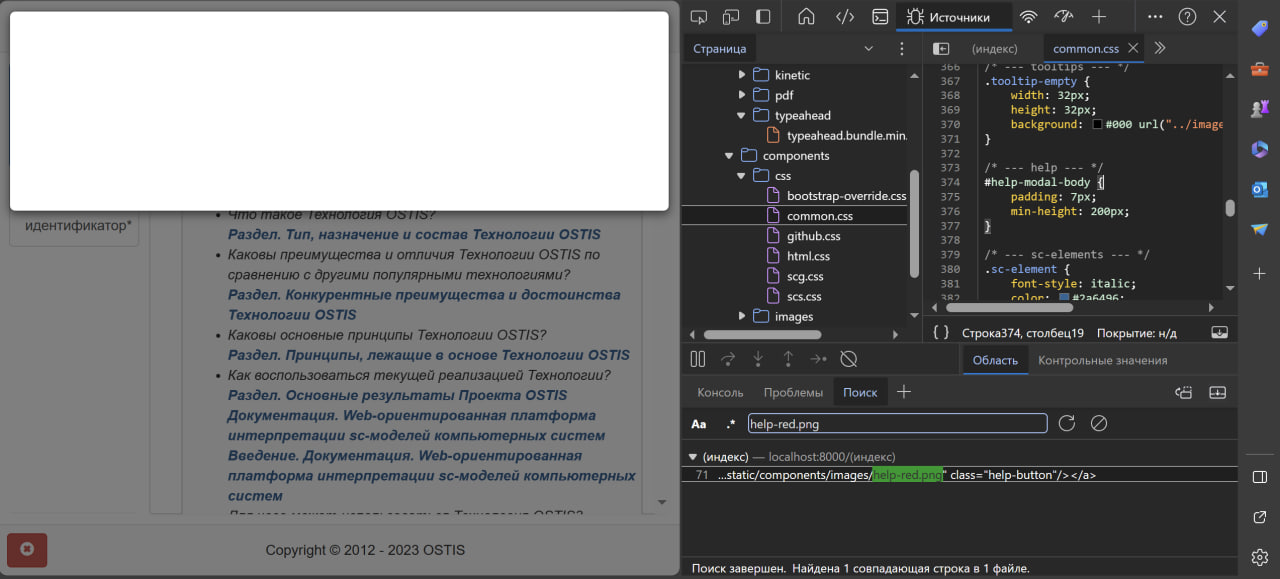 Источники
Страница
(индекс)
common.css
kinetic
pdf
typeahead
typeahead.bundle.min.
components
css
bootstrap-override.css
common.css
github.css
html.css
scg.css
scs.css
images
366 /* --- tooltips --- */
367 .tooltip-empty {
368 width: 32px;
369 height: 32px;
370 background: #000 url("../image
371 }
372
373 /* --- help --- */
374 #help-modal-body {
375 padding: 7px;
376 min-height: 200px;
377 }
378
379 /* --- sc-elements --- */
380 .sc-element {
381 font-style: italic;
382 color: #2a6496;
{ } Строка374, столбец19 Покрытие: н/д
идентификатор*
Что такое Технология OSTIS?
Раздел. Тип, назначение и состав Технологии OSTIS
Каковы преимущества и отличия Технологии OSTIS по
сравнению с другими популярными технологиями?
Раздел. Конкурентные преимущества и достоинства
Технологии OSTIS
Каковы основные принципы Технологии OSTIS?
Раздел. Принципы, лежащие в основе Технологии OSTIS
Как воспользоваться текущей реализацией Технологии?
Раздел. Основные результаты Проекта OSTIS
Документация. Web-ориентированная платформа
интерпретации sc-моделей компьютерных систем
Введение. Документация. Web-ориентированная
платформа интерпретации sc-моделей компьютерных
систем
Для чего может использоваться Технология OSTIS?
Copyright © 2012 - 2023 OSTIS
Область
Контрольные значения
Консоль
Проблемы
Поиск
Aa .* help-red.png
(индекс) — localhost:8000/(индекс)
71 …static/components/images/help-red.png" class="help-button"/></a>
Поиск завершен. Найдена 1 совпадающая строка в 1 файле.